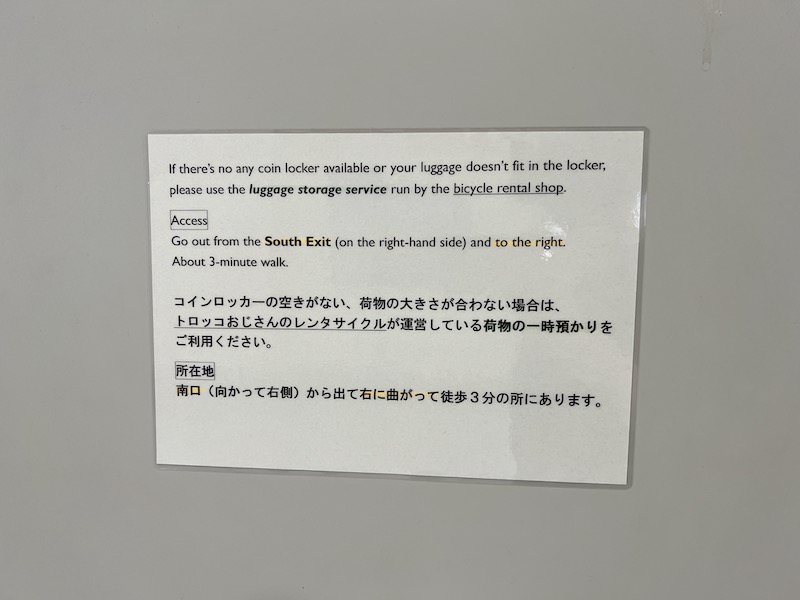 If there's no any coin locker available or your luggage doesn't fit in the locker,
please use the luggage storage service run by the bicycle rental shop.
Access
Go out from the South Exit (on the right-hand side) and to the right.
About 3-minute walk.
コインロッカーの空きがない、荷物の大きさが合わない場合は、
トロッコおじさんのレンタサイクルが運営している荷物の一時預かりを
ご利用ください。
所在地
南口（向かって右側）から出て右に曲がって徒歩３分の所にあります。